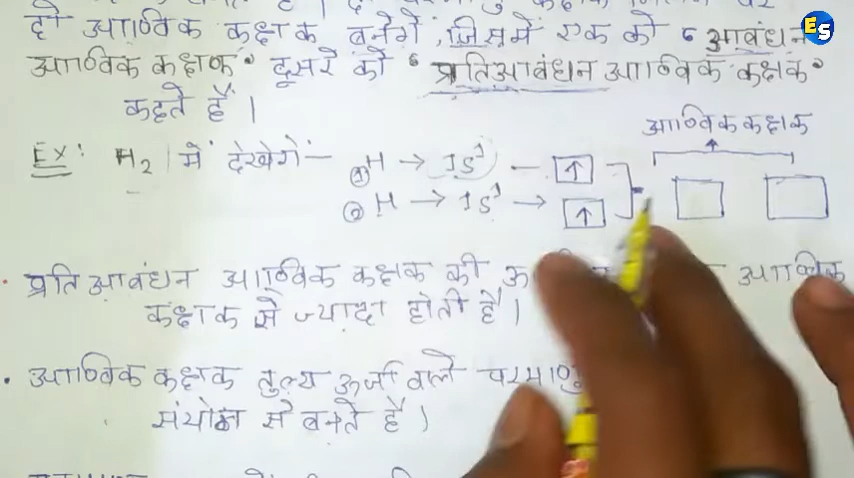 दो आण्विक कक्षक बनेगें, जिसमें एक को "आबंधन
आण्विक कक्षक" दूसरे को "प्रतिआबंधन आण्विक कक्षक"
कहते हैं।
आण्विक कक्षक
Ex: H2 में देखेगें— ① H → 1S¹ — ↑
② H → 1S¹ → ↑
• प्रति आबंधन आण्विक कक्षक की आण्विक
कक्षक से ज्यादा होती है।
• आण्विक कक्षक तुल्य ऊर्जा वाले
से बनते है।
ES